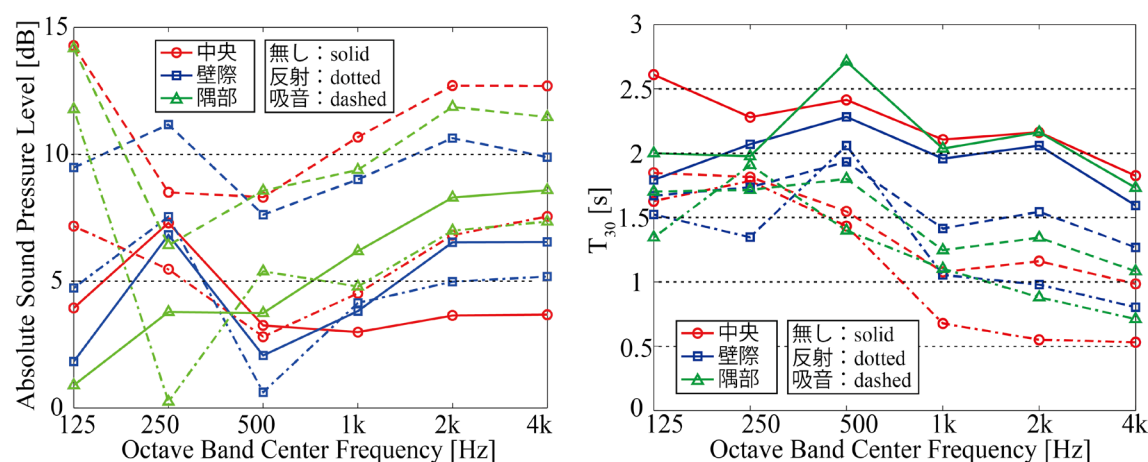 Absolute Sound Pressure Level [dB]
15
10
5
0
中央
壁際
隅部
無し：solid
反射：dotted
吸音：dashed
125 250 500 1k 2k 4k
Octave Band Center Frequency [Hz]
T30 [s]
3
2.5
2
1.5
1
0.5
0
中央
壁際
隅部
無し：solid
反射：dotted
吸音：dashed
125 250 500 1k 2k 4k
Octave Band Center Frequency [Hz]